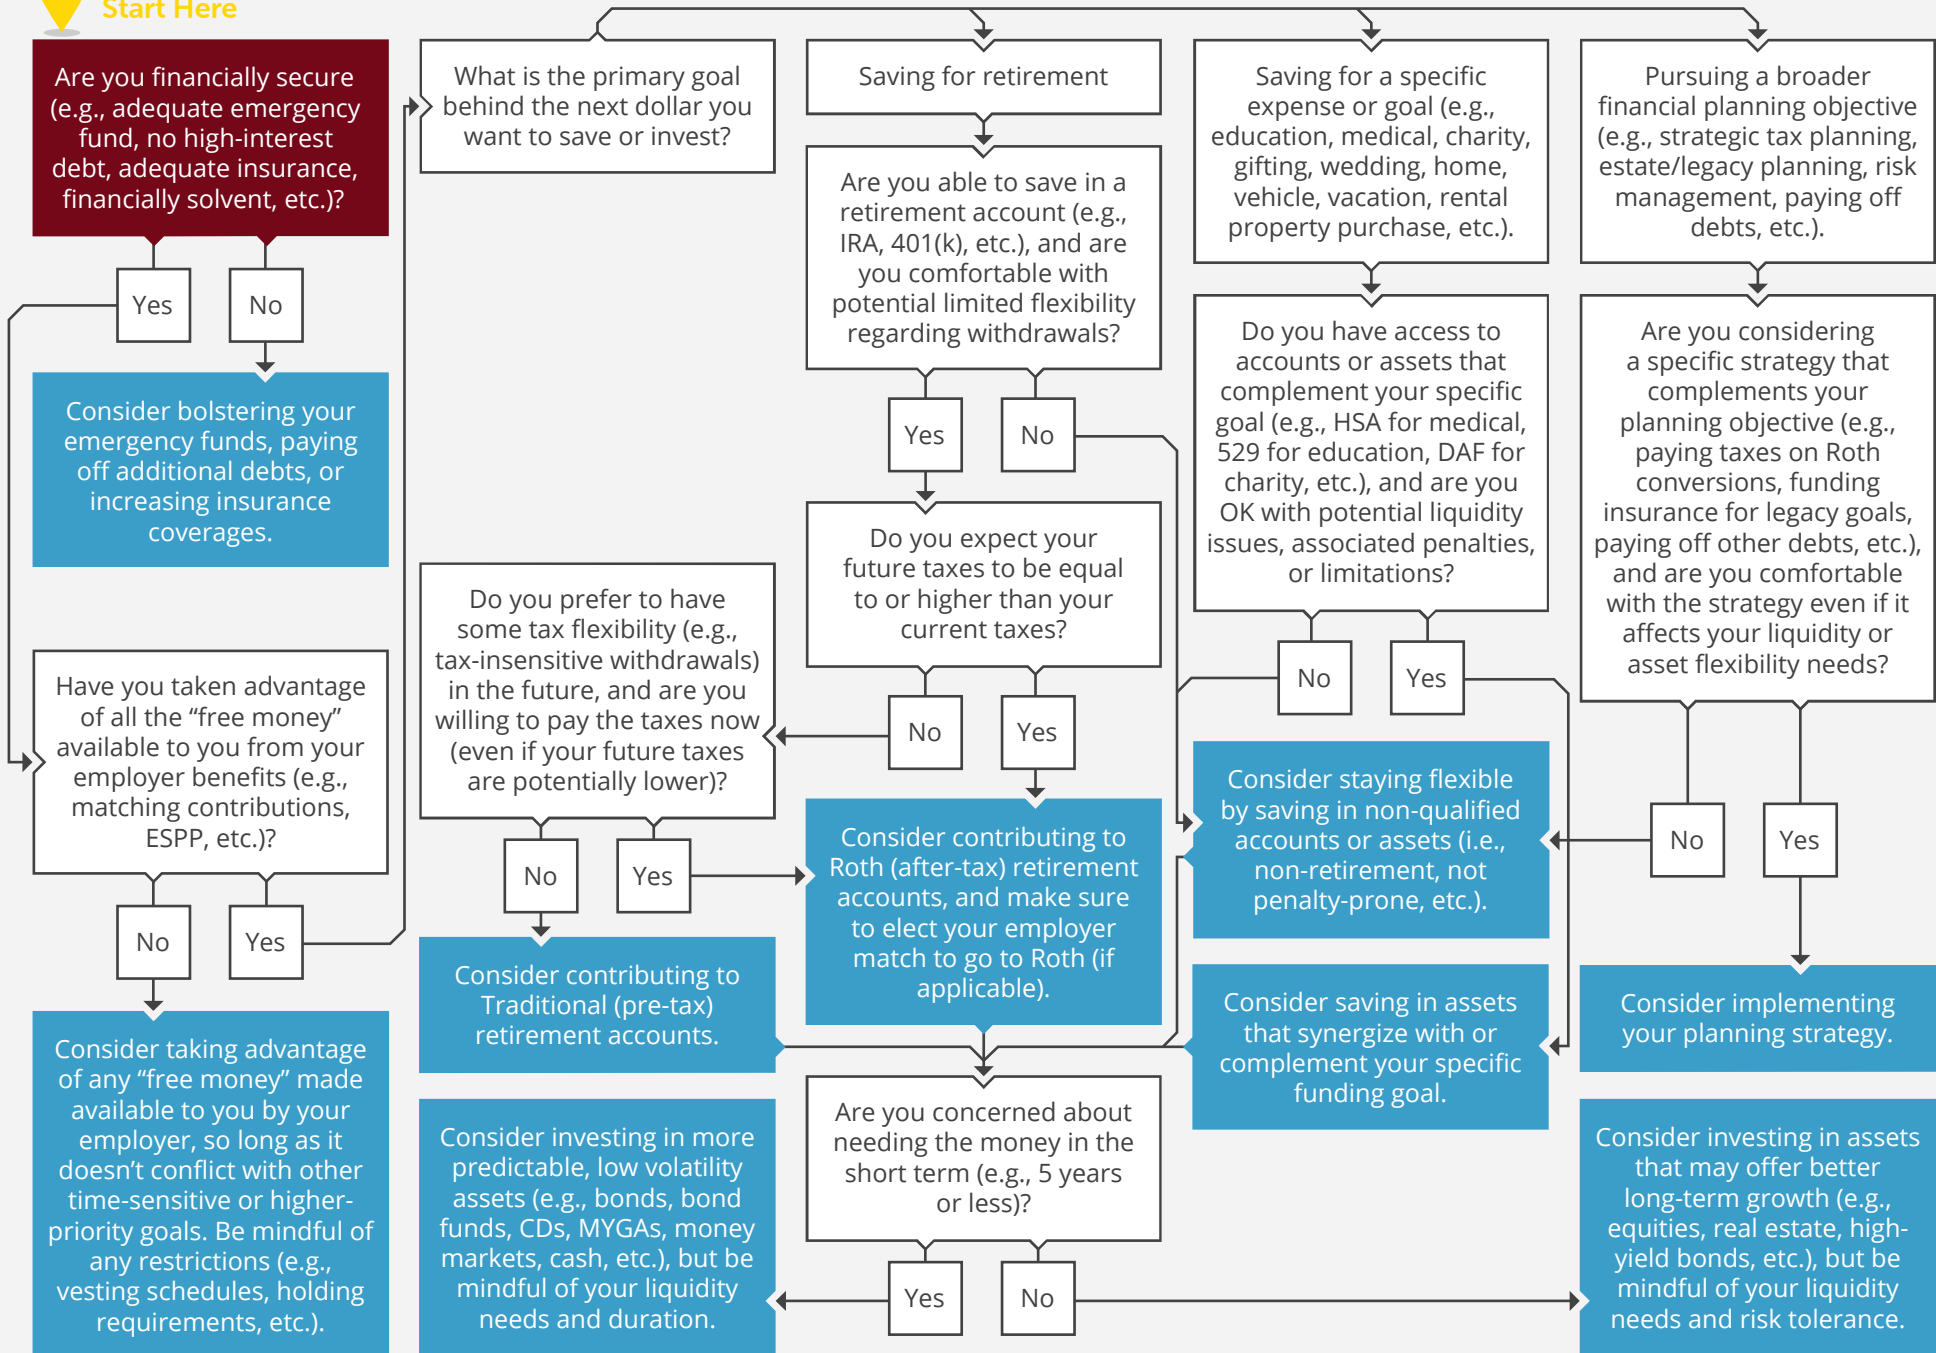 Start Here
Are you financially secure
(e.g., adequate emergency
fund, no high-interest
debt, adequate insurance,
financially solvent, etc.)?
Yes
No
Consider bolstering your
emergency funds, paying
off additional debts, or
increasing insurance
coverages.
Have you taken advantage
of all the “free money”
available to you from your
employer benefits (e.g.,
matching contributions,
ESPP, etc.)?
No
Yes
Consider taking advantage
of any “free money” made
available to you by your
employer, so long as it
doesn’t conflict with other
time-sensitive or higher-
priority goals. Be mindful of
any restrictions (e.g.,
vesting schedules, holding
requirements, etc.).
What is the primary goal
behind the next dollar you
want to save or invest?
Saving for retirement
Are you able to save in a
retirement account (e.g.,
IRA, 401(k), etc.), and are
you comfortable with
potential limited flexibility
regarding withdrawals?
Yes
No
Do you expect your
future taxes to be equal
to or higher than your
current taxes?
No
Yes
Do you prefer to have
some tax flexibility (e.g.,
tax-insensitive withdrawals)
in the future, and are you
willing to pay the taxes now
(even if your future taxes
are potentially lower)?
No
Yes
Consider contributing to
Traditional (pre-tax)
retirement accounts.
Consider contributing to
Roth (after-tax) retirement
accounts, and make sure
to elect your employer
match to go to Roth (if
applicable).
Saving for a specific
expense or goal (e.g.,
education, medical, charity,
gifting, wedding, home,
vehicle, vacation, rental
property purchase, etc.).
Do you have access to
accounts or assets that
complement your specific
goal (e.g., HSA for medical,
529 for education, DAF for
charity, etc.), and are you
OK with potential liquidity
issues, associated penalties,
or limitations?
No
Yes
Consider staying flexible
by saving in non-qualified
accounts or assets (i.e.,
non-retirement, not
penalty-prone, etc.).
Consider saving in assets
that synergize with or
complement your specific
funding goal.
Pursuing a broader
financial planning objective
(e.g., strategic tax planning,
estate/legacy planning, risk
management, paying off
debts, etc.).
Are you considering
a specific strategy that
complements your
planning objective (e.g.,
paying taxes on Roth
conversions, funding
insurance for legacy goals,
paying off other debts, etc.),
and are you comfortable
with the strategy even if it
affects your liquidity or
asset flexibility needs?
No
Yes
Consider implementing
your planning strategy.
Are you concerned about
needing the money in the
short term (e.g., 5 years
or less)?
Yes
No
Consider investing in more
predictable, low volatility
assets (e.g., bonds, bond
funds, CDs, MYGAs, money
markets, cash, etc.), but be
mindful of your liquidity
needs and duration.
Consider investing in assets
that may offer better
long-term growth (e.g.,
equities, real estate, high-
yield bonds, etc.), but be
mindful of your liquidity
needs and risk tolerance.